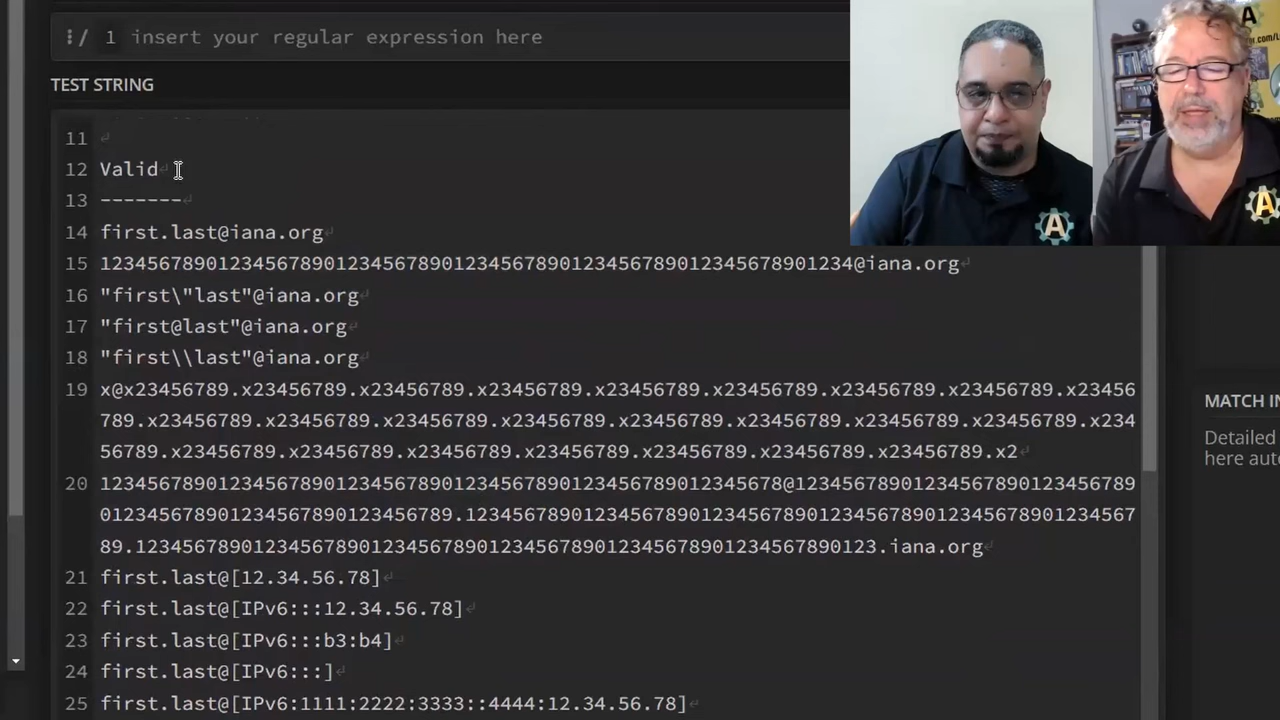 :/ 1 insert your regular expression here
TEST STRING
11
12 Valid
13 -------
14 first.last@iana.org
15 1234567890123456789012345678901234567890123456789012345678901234@iana.org
16 "first\"last"@iana.org
17 "first@last"@iana.org
18 "first\\last"@iana.org
19 x@x23456789.x23456789.x23456789.x23456789.x23456789.x23456789.x23456789.x23456789.x23456
789.x23456789.x23456789.x23456789.x23456789.x23456789.x23456789.x23456789.x23456789.x234
56789.x23456789.x23456789.x23456789.x23456789.x23456789.x23456789.x23456789.x2
20 1234567890123456789012345678901234567890123456789012345678@12345678901234567890123456789
012345678901234567890123456789.123456789012345678901234567890123456789012345678901234567
89.123456789012345678901234567890123456789012345678901234567890123.iana.org
21 first.last@[12.34.56.78]
22 first.last@[IPv6:::12.34.56.78]
23 first.last@[IPv6:::b3:b4]
24 first.last@[IPv6:::]
25 first.last@[IPv6:1111:2222:3333::4444:12.34.56.78]
MATCH IN
Detailed
here aut
A
A
A